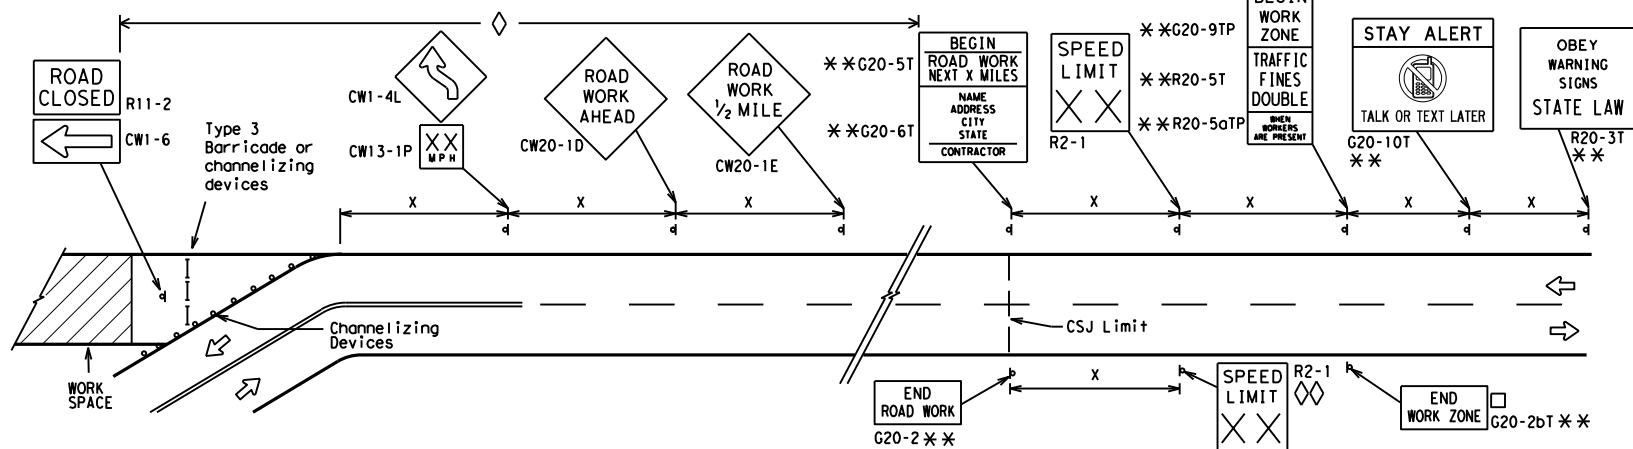 ROAD
CLOSED
R11-2
CW1-6
Type 3
Barricade or
channelizing
devices
CW1-4L
XX
MPH
CW13-1P
ROAD
WORK
AHEAD
CW20-1D
ROAD
WORK
1/2 MILE
CW20-1E
**G20-5T
BEGIN
ROAD WORK
NEXT X MILES
**G20-6T
NAME
ADDRESS
CITY
STATE
CONTRACTOR
SPEED
LIMIT
XX
R2-1
**G20-9TP
BEGIN
WORK
ZONE
**R20-5T
TRAFFIC
FINES
DOUBLE
**R20-5aTP
WHEN
WORKERS
ARE PRESENT
STAY ALERT
TALK OR TEXT LATER
G20-10T
**
OBEY
WARNING
SIGNS
STATE LAW
R20-3T
**
X
X
X
X
X
X
X
Channelizing
Devices
CSJ Limit
WORK
SPACE
END
ROAD WORK
G20-2 **
X
SPEED
LIMIT
XX
R2-1
END
WORK ZONE
G20-2bT **